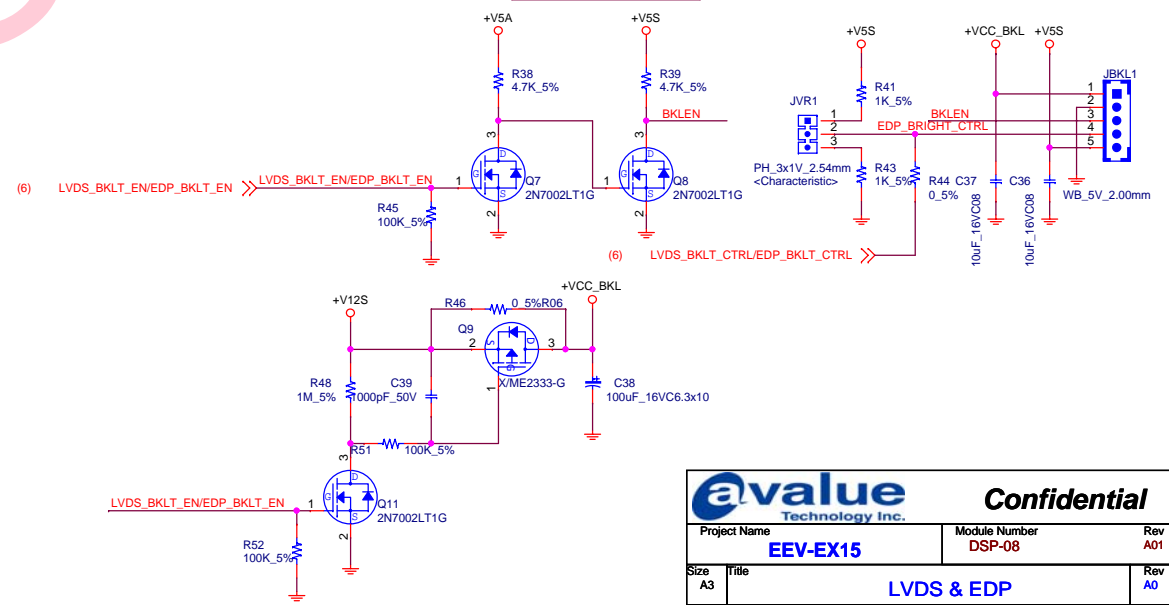 +V5A
+V5S
R38
4.7K_5%
R39
4.7K_5%
BKLEN
3
D
G
S
1
2
Q7
2N7002LT1G
3
D
G
S
1
2
Q8
2N7002LT1G
(6) LVDS_BKLT_EN/EDP_BKLT_EN
LVDS_BKLT_EN/EDP_BKLT_EN
R45
100K_5%
+V5S
+VCC_BKL
+V5S
R41
1K_5%
JVR1
1
2
3
PH_3x1V_2.54mm
<Characteristic>
R43
1K_5%
BKLEN
EDP_BRIGHT_CTRL
JBKL1
1
2
3
4
5
WB_5V_2.00mm
R44
0_5%
C37
10uF_16VC08
C36
10uF_16VC08
(6) LVDS_BKLT_CTRL/EDP_BKLT_CTRL
+V12S
R46
0_5%R06
+VCC_BKL
Q9
2
S
D
3
G
1
X/ME2333-G
R48
1M_5%
C39
1000pF_50V
C38
100uF_16VC6.3x10
R51
100K_5%
3
D
G
S
1
2
Q11
2N7002LT1G
LVDS_BKLT_EN/EDP_BKLT_EN
R52
100K_5%
avalue
Technology Inc.
Confidential
Project Name
EEV-EX15
Module Number
DSP-08
Rev
A01
Size
A3
Title
LVDS & EDP
Rev
A0